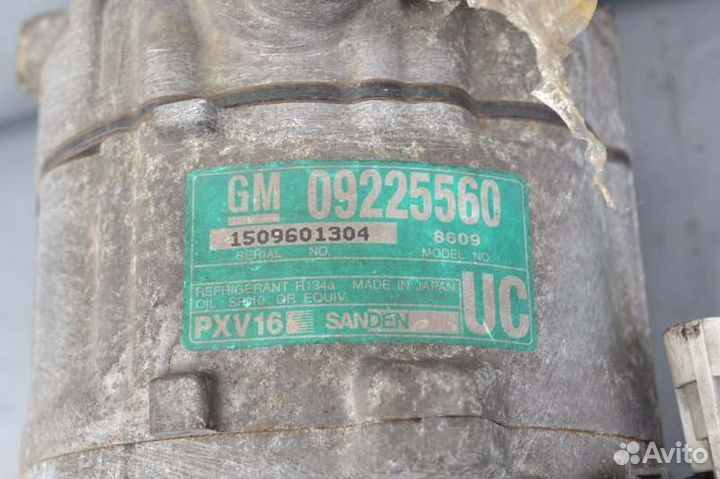 GM 09225560
1509601304 8609
SERIAL NO. MODEL NO.
REFRIGERANT R134a MADE IN JAPAN
OIL: SP10 OR EQUIV.
PXV16 SANDEN UC
Avito